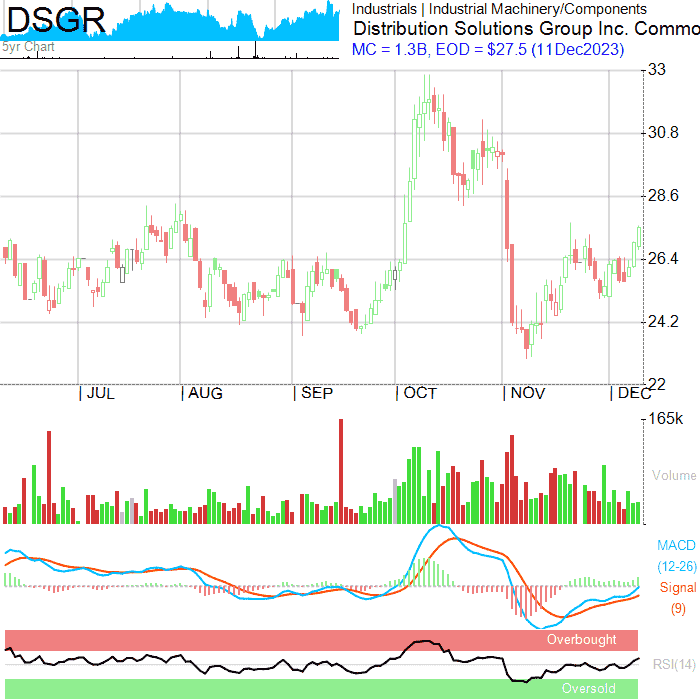 DSGR
5yr Chart
Industrials | Industrial Machinery/Components
Distribution Solutions Group Inc. Commo
MC = 1.3B, EOD = $27.5 (11Dec2023)
33
30.8
28.6
26.4
24.2
22
| JUL
| AUG
| SEP
| OCT
| NOV
| DEC
165k
Volume
MACD
(12-26)
Signal
(9)
Overbought
RSI(14)
Oversold